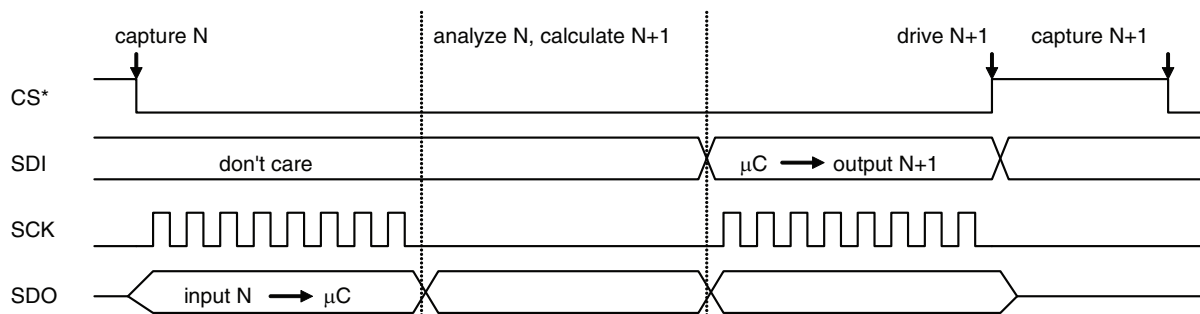 capture N
analyze N, calculate N+1
drive N+1
capture N+1
CS*
SDI
don't care
μC
output N+1
SCK
SDO
input N
μC